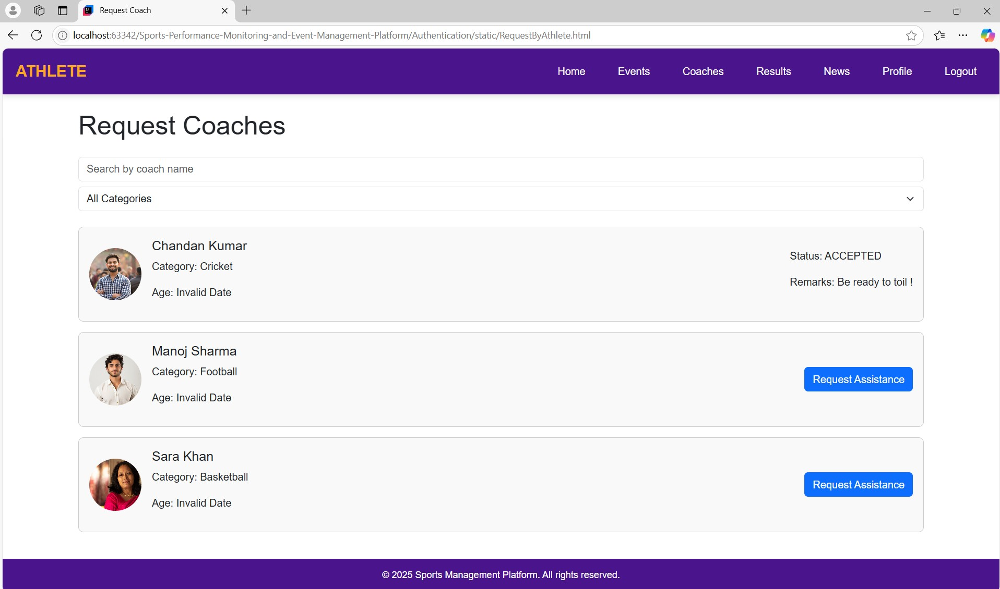 Request Coach
localhost:63342/Sports-Performance-Monitoring-and-Event-Management-Platform/Authentication/static/RequestByAthlete.html
ATHLETE
Home Events Coaches Results News Profile Logout
Request Coaches
Search by coach name
All Categories
Chandan Kumar
Category: Cricket
Age: Invalid Date
Status: ACCEPTED
Remarks: Be ready to toil !
Manoj Sharma
Category: Football
Age: Invalid Date
Request Assistance
Sara Khan
Category: Basketball
Age: Invalid Date
Request Assistance
© 2025 Sports Management Platform. All rights reserved.